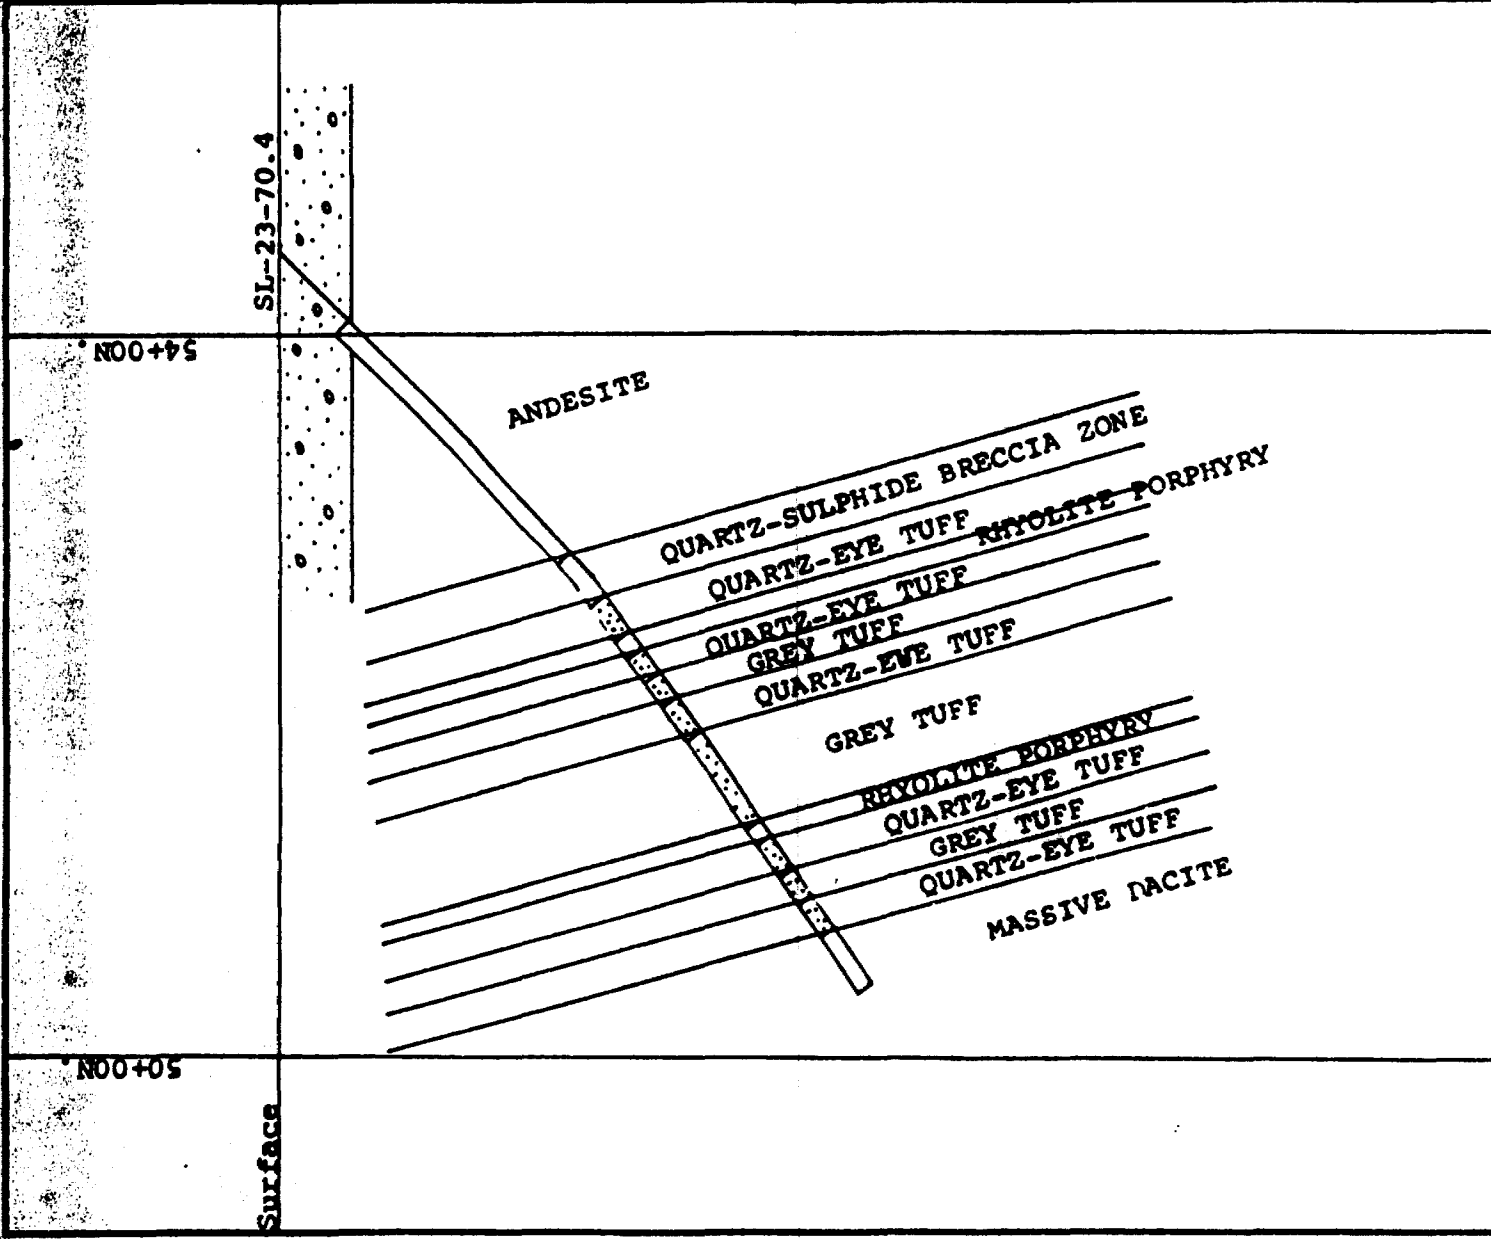 SL-23-70.4
54+00N.
ANDESITE
QUARTZ-SULPHIDE BRECCIA ZONE
QUARTZ-EYE TUFF
RHYOLITE PORPHYRY
QUARTZ-EYE TUFF
GREY TUFF
QUARTZ-EYE TUFF
GREY TUFF
RHYOLITE PORPHYRY
QUARTZ-EYE TUFF
GREY TUFF
QUARTZ-EYE TUFF
MASSIVE DACITE
50+00N.
Surface